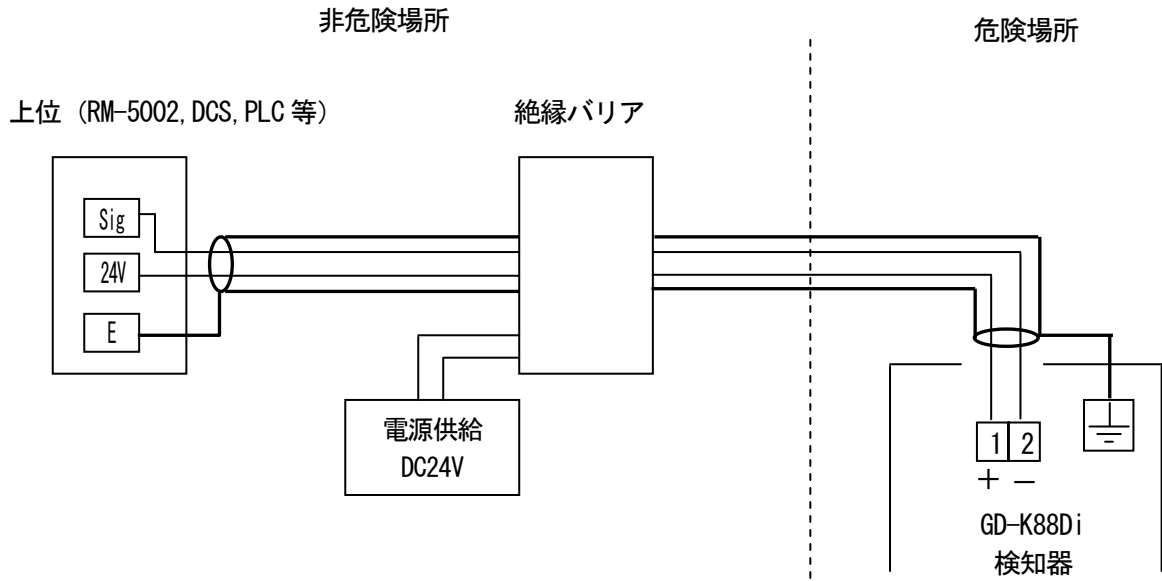 非危険場所
危険場所
上位 (RM-5002, DCS, PLC 等)
絶縁バリア
Sig
24V
E
電源供給
DC24V
1 2
+ −
GD-K88Di
検知器